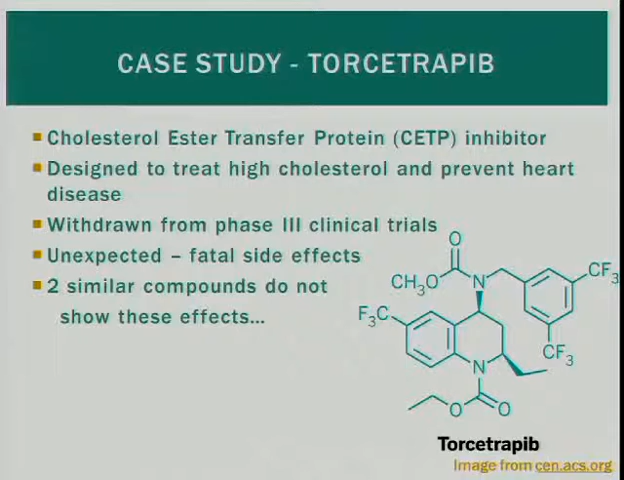 CASE STUDY - TORCETRAPIB
Cholesterol Ester Transfer Protein (CETP) inhibitor
Designed to treat high cholesterol and prevent heart
disease
Withdrawn from phase III clinical trials
Unexpected – fatal side effects
2 similar compounds do not
show these effects...
O
CH₃O
N
CF₃
F₃C
CF₃
N
O
O
Torcetrapib
Image from cen.acs.org